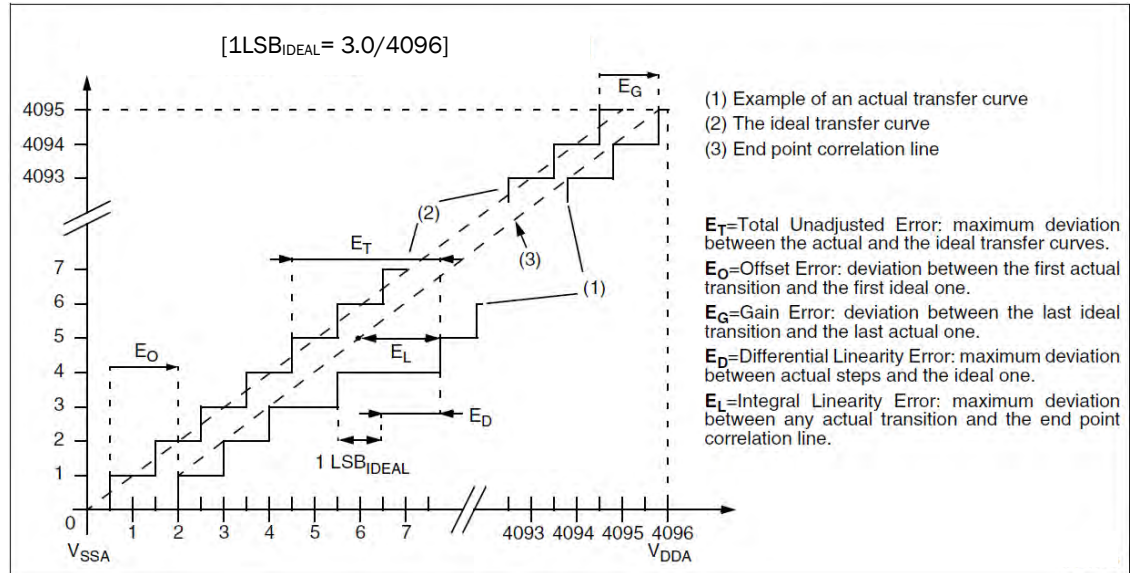 [1LSBIDEAL= 3.0/4096]
EG
4095
4094
4093
(1) Example of an actual transfer curve
(2) The ideal transfer curve
(3) End point correlation line
(2)
ET
(3)
(1)
7
6
5
4
3
2
1
0
EO
EL
ED
1 LSBIDEAL
ET=Total Unadjusted Error: maximum deviation
between the actual and the ideal transfer curves.
EO=Offset Error: deviation between the first actual
transition and the first ideal one.
EG=Gain Error: deviation between the last ideal
transition and the last actual one.
ED=Differential Linearity Error: maximum deviation
between actual steps and the ideal one.
EL=Integral Linearity Error: maximum deviation
between any actual transition and the end point
correlation line.
1 2 3 4 5 6 7 4093 4094 4095 4096
VSSA VDDA